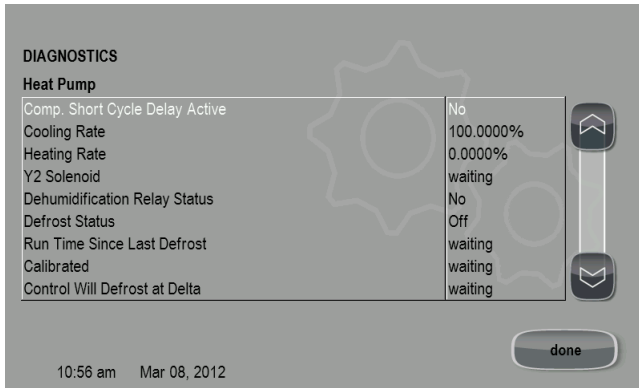 DIAGNOSTICS
Heat Pump
Comp. Short Cycle Delay Active No
Cooling Rate 100.0000%
Heating Rate 0.0000%
Y2 Solenoid waiting
Dehumidification Relay Status No
Defrost Status Off
Run Time Since Last Defrost waiting
Calibrated waiting
Control Will Defrost at Delta waiting
done
10:56 am Mar 08, 2012